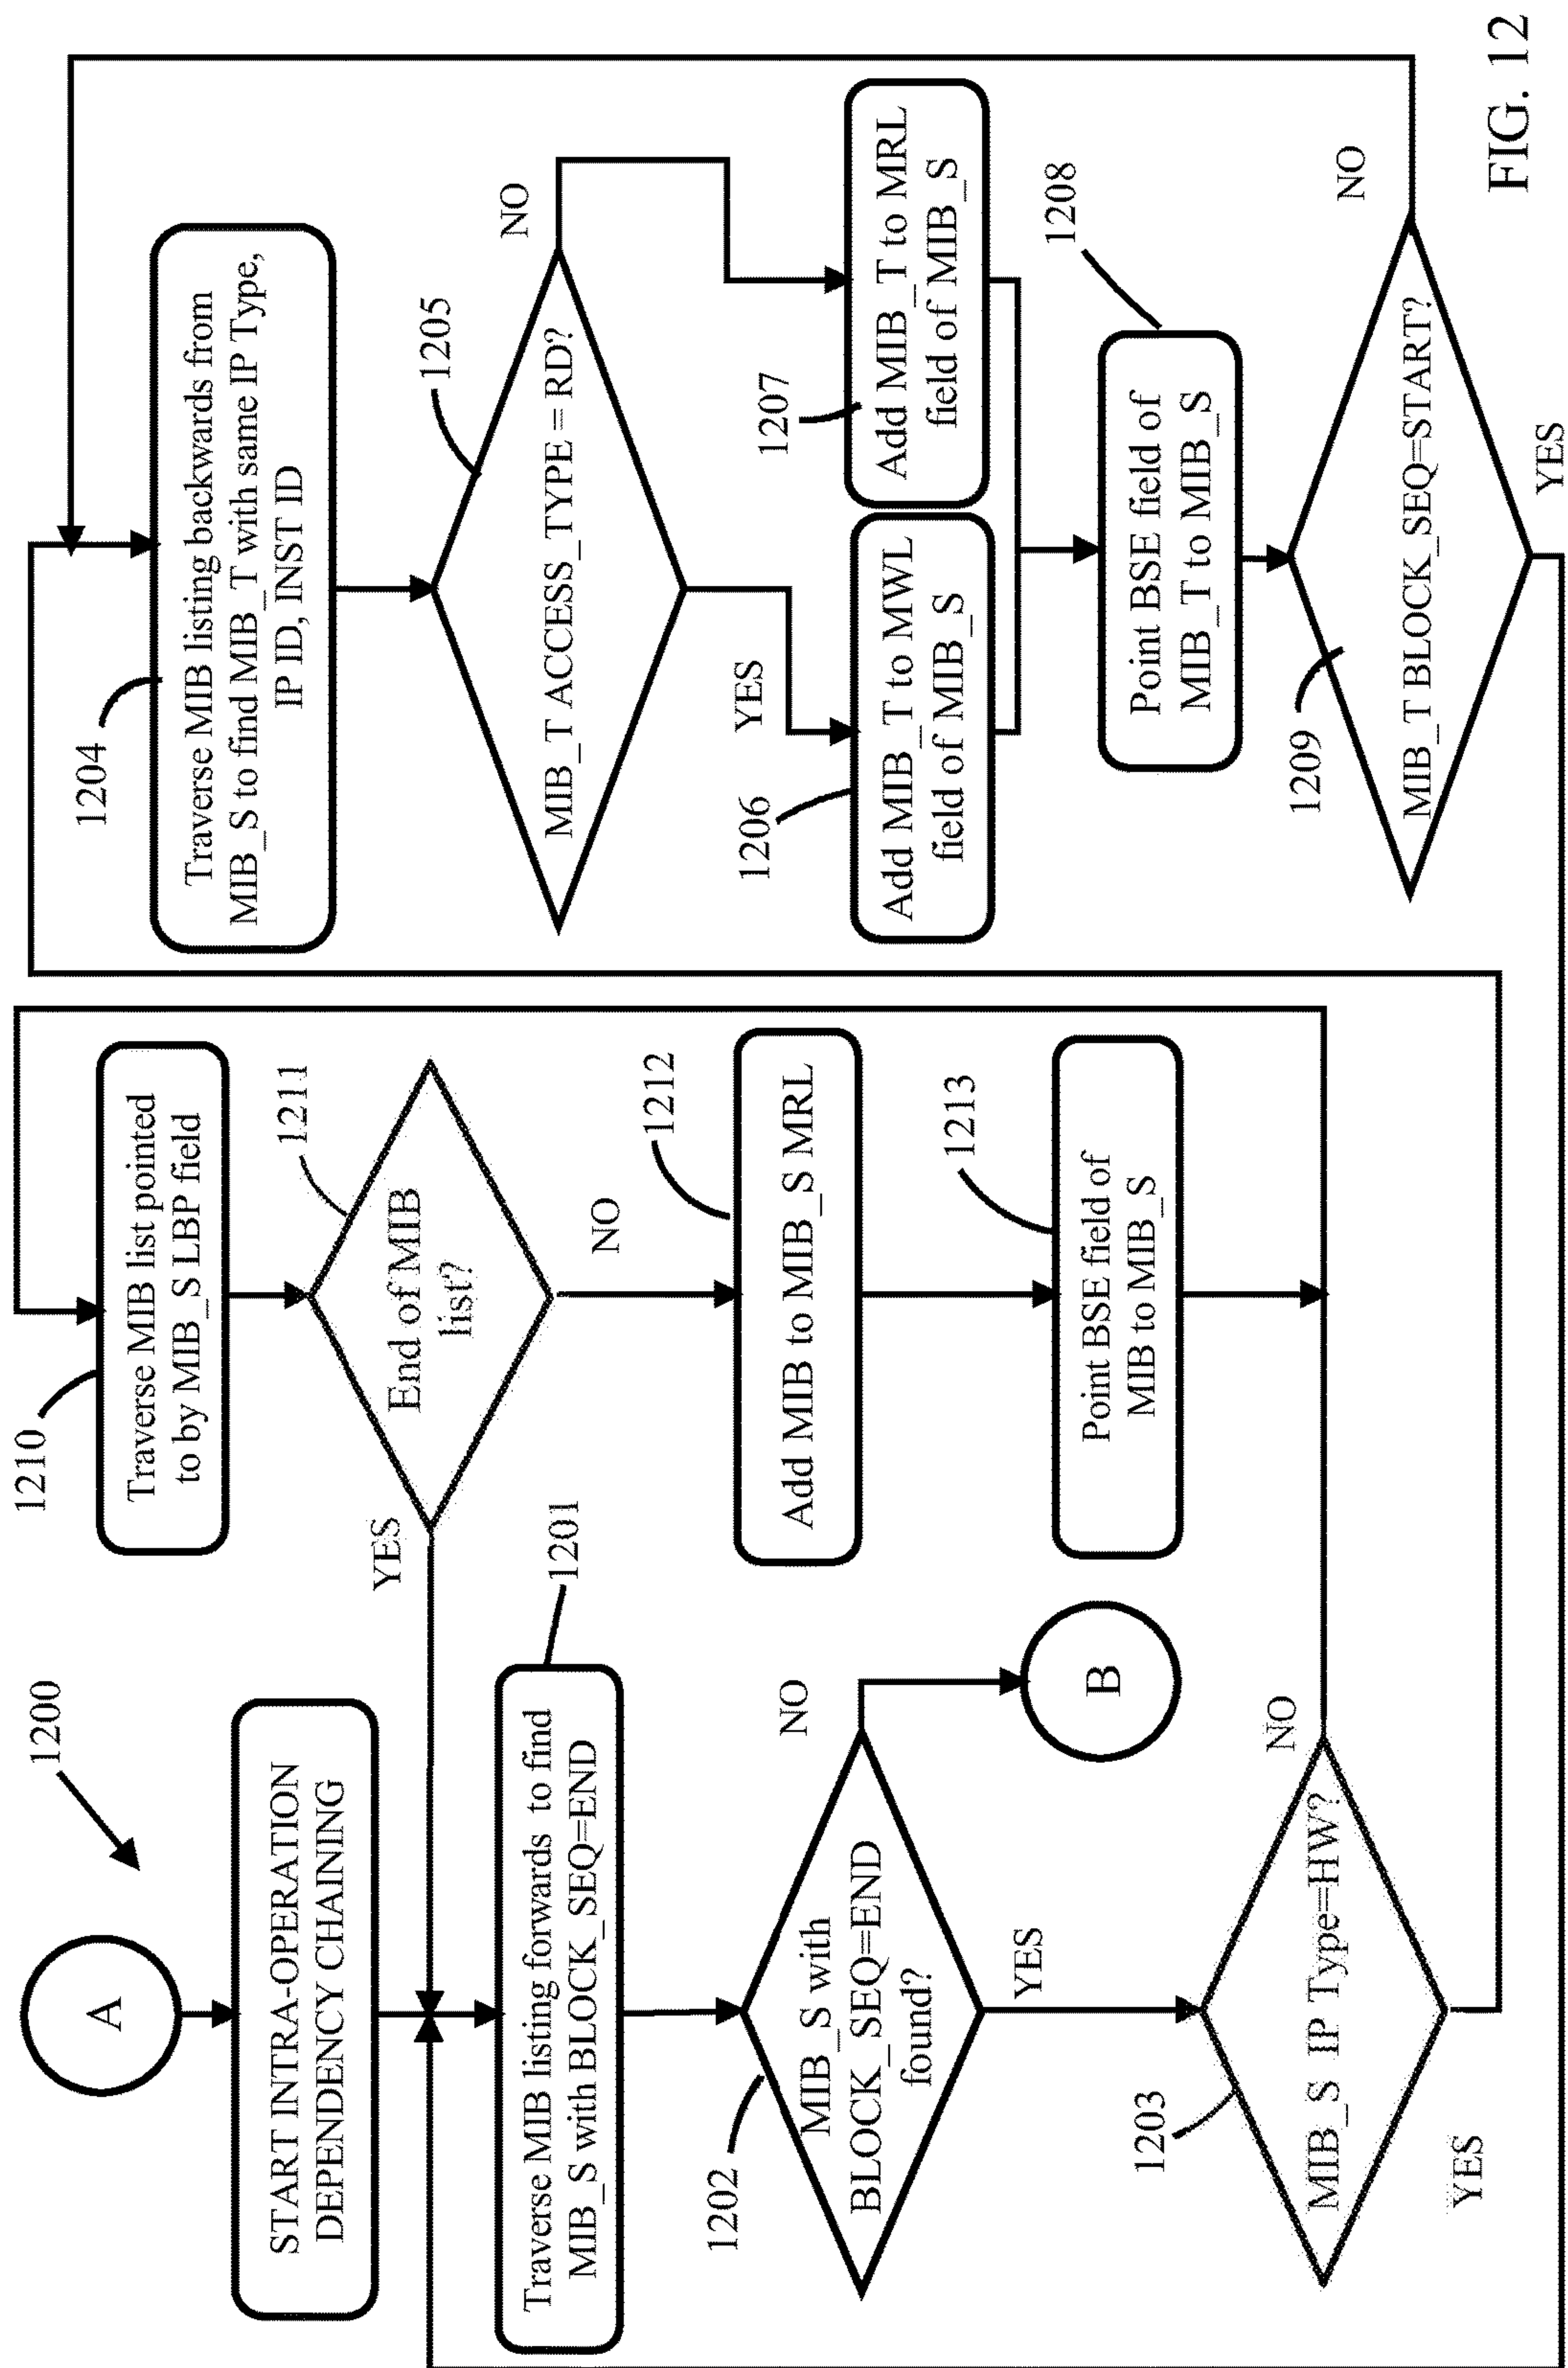 1200
A
START INTRA-OPERATION
DEPENDENCY CHAINING
1201
Traverse MIB listing forwards to find
MIB_S with BLOCK_SEQ=END
1202
MIB_S with
BLOCK_SEQ=END
found?
NO
B
YES
1203
MIB_S IP Type=HW?
NO
YES
1210
Traverse MIB list pointed
to by MIB_S LBP field
1211
End of MIB
list?
YES
NO
1212
Add MIB to MIB_S MRL
1213
Point BSE field of
MIB to MIB_S
1204
Traverse MIB listing backwards from
MIB_S to find MIB_T with same IP Type,
IP ID, INST ID
1205
MIB_T ACCESS_TYPE = RD?
NO
YES
1206
Add MIB_T to MWL
field of MIB_S
1207
Add MIB_T to MRL
field of MIB_S
1208
Point BSE field of
MIB_T to MIB_S
1209
MIB_T BLOCK_SEQ=START?
NO
YES
FIG. 12